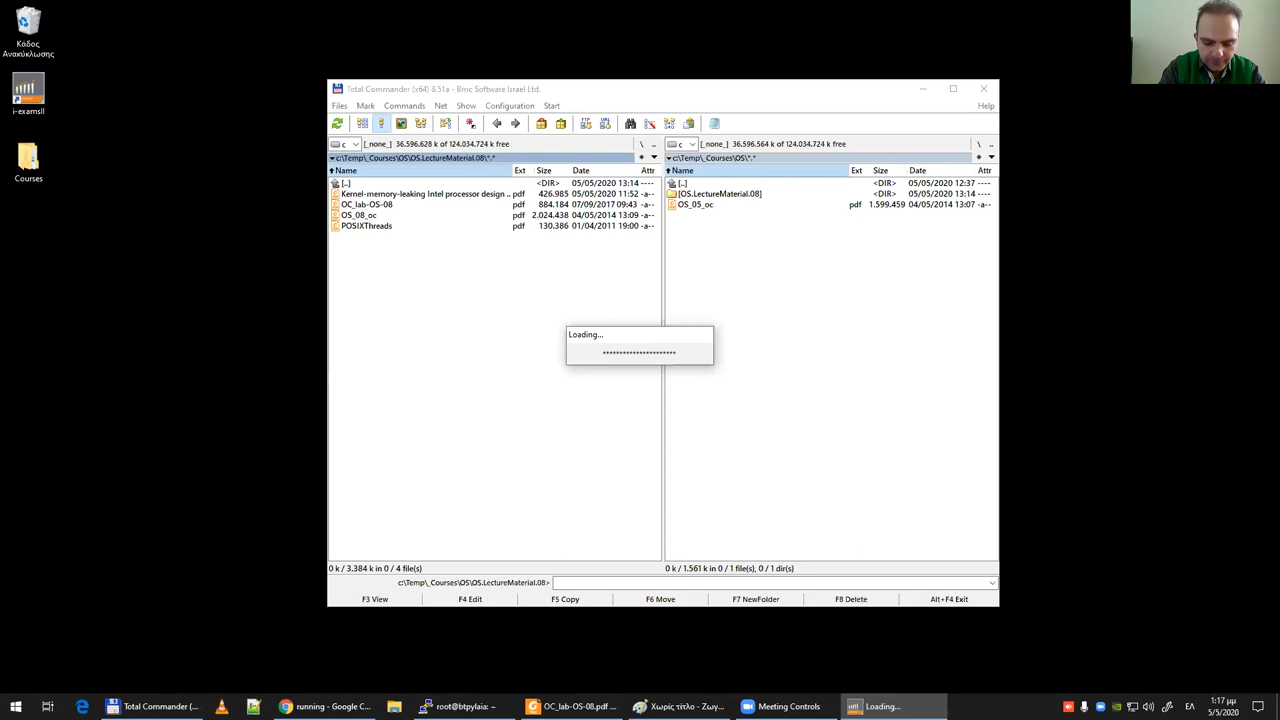 Κάδος
Ανακύκλωσης
i-examsll
Courses
Total Commander (x64) 8.51a - Bmc Software Israel Ltd.
Files Mark Commands Net Show Configuration Start Help
c [_none_] 36.596.628 k of 124.034.724 k free \ ..
c [_none_] 36.596.564 k of 124.034.724 k free \ ..
c:\Temp\_Courses\OS\OS.LectureMaterial.08\*.* * 
c:\Temp\_Courses\OS\*.* *
Name Ext Size Date Attr
[..] <DIR> 05/05/2020 13:14 ----
Kernel-memory-leaking Intel processor design .. pdf 426.985 05/05/2020 11:52 -a--
OC_lab-OS-08 pdf 884.184 07/09/2017 09:43 -a--
OS_08_oc pdf 2.024.438 04/05/2014 13:09 -a--
POSIXThreads pdf 130.386 01/04/2011 19:00 -a--
Name Ext Size Date Attr
[..] <DIR> 05/05/2020 12:37 ----
[OS.LectureMaterial.08] <DIR> 05/05/2020 13:14 ----
OS_05_oc pdf 1.599.459 04/05/2014 13:07 -a--
Loading...
**********************
0 k / 3.384 k in 0 / 4 file(s)
0 k / 1.561 k in 0 / 1 file(s), 0 / 1 dir(s)
c:\Temp\_Courses\OS\OS.LectureMaterial.08>
F3 View F4 Edit F5 Copy F6 Move F7 NewFolder F8 Delete Alt+F4 Exit
Total Commander (... running - Google C... root@btpylaia: ~ OC_lab-OS-08.pdf ... Χωρίς τίτλο - Ζωγ... Meeting Controls Loading... ΕΛ 1:17 μμ
5/5/2020